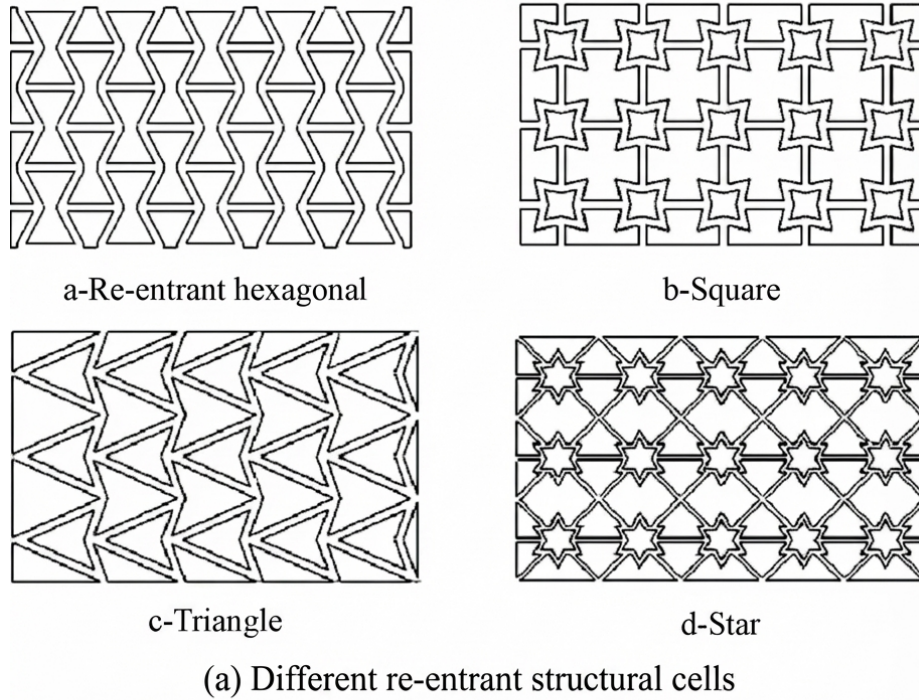 a-Re-entrant hexagonal
b-Square
c-Triangle
d-Star
(a) Different re-entrant structural cells